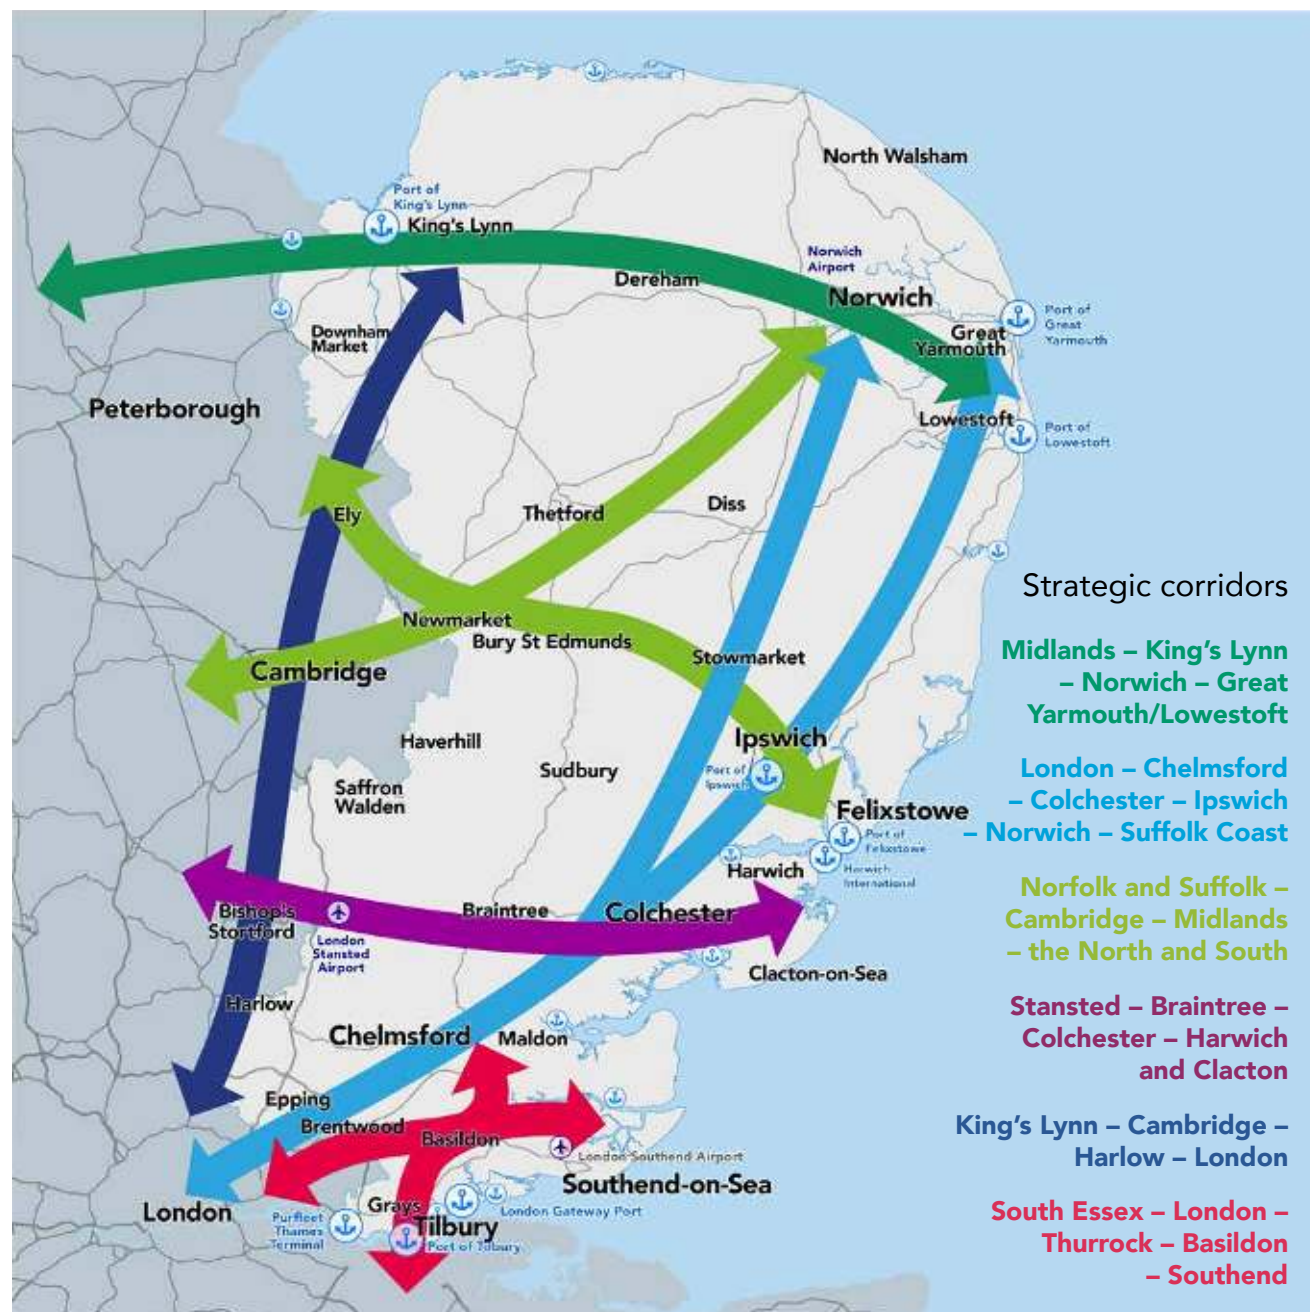 North Walsham
Port of
King's Lynn
King's Lynn
Norwich
Airport
Dereham
Norwich
Port of
Great
Yarmouth
Great
Yarmouth
Downham
Market
Peterborough
Lowestoft
Port of
Lowestoft
Ely
Thetford
Diss
Newmarket
Bury St Edmunds
Stowmarket
Cambridge
Haverhill
Ipswich
Sudbury
Port of
Ipswich
Saffron
Walden
Felixstowe
Port of
Felixstowe
Harwich
Harwich
International
Bishop's
Stortford
Braintree
Colchester
London
Stansted
Airport
Clacton-on-Sea
Harlow
Chelmsford
Maldon
Epping
Brentwood
Basildon
London Southend Airport
Southend-on-Sea
London
Grays
London Gateway Port
Purfleet
Thames
Terminal
Tilbury
Port of Tilbury
Strategic corridors
Midlands – King's Lynn
– Norwich – Great
Yarmouth/Lowestoft
London – Chelmsford
– Colchester – Ipswich
– Norwich – Suffolk Coast
Norfolk and Suffolk –
Cambridge – Midlands
– the North and South
Stansted – Braintree –
Colchester – Harwich
and Clacton
King's Lynn – Cambridge –
Harlow – London
South Essex – London –
Thurrock – Basildon
– Southend